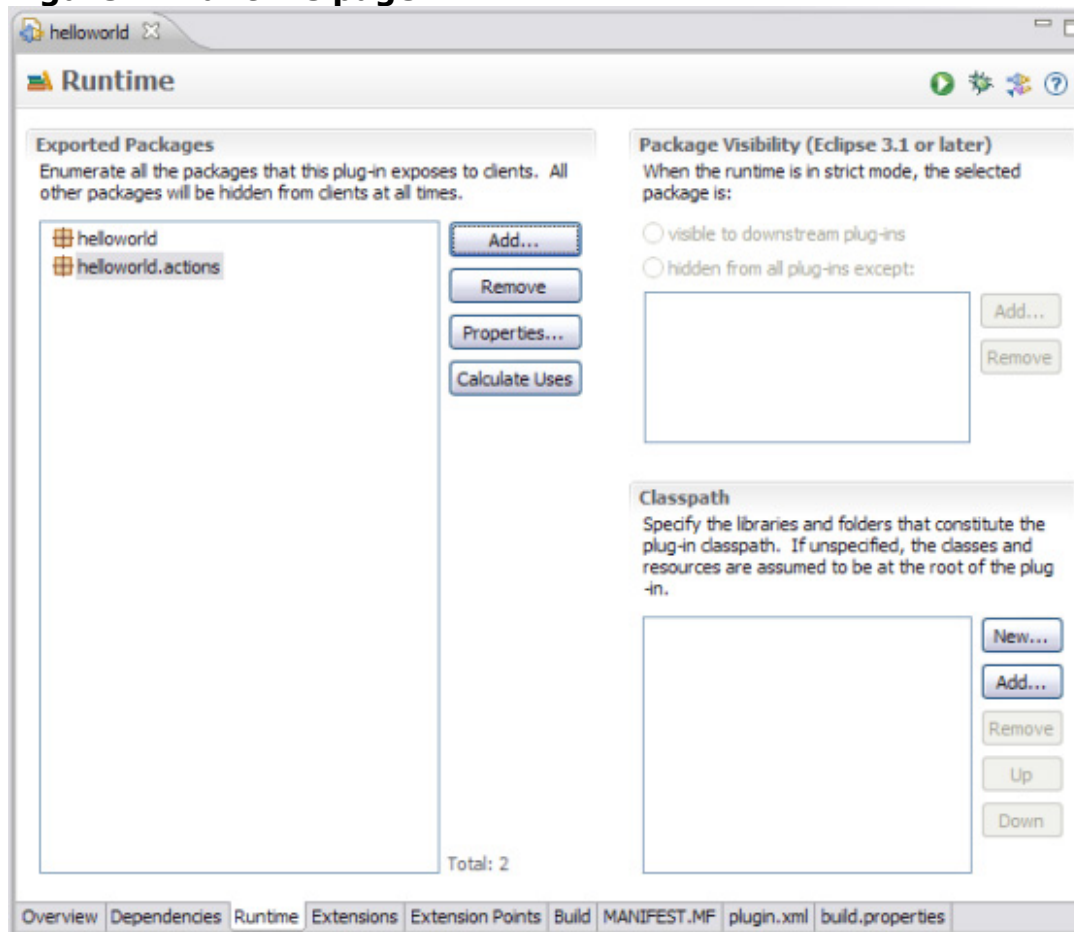 helloworld
Runtime
Exported Packages
Enumerate all the packages that this plug-in exposes to clients. All
other packages will be hidden from clients at all times.
helloworld
helloworld.actions
Add...
Remove
Properties...
Calculate Uses
Total: 2
Package Visibility (Eclipse 3.1 or later)
When the runtime is in strict mode, the selected
package is:
visible to downstream plug-ins
hidden from all plug-ins except:
Add...
Remove
Classpath
Specify the libraries and folders that constitute the
plug-in classpath. If unspecified, the classes and
resources are assumed to be at the root of the plug
-in.
New...
Add...
Remove
Up
Down
Overview Dependencies Runtime Extensions Extension Points Build MANIFEST.MF plugin.xml build.properties